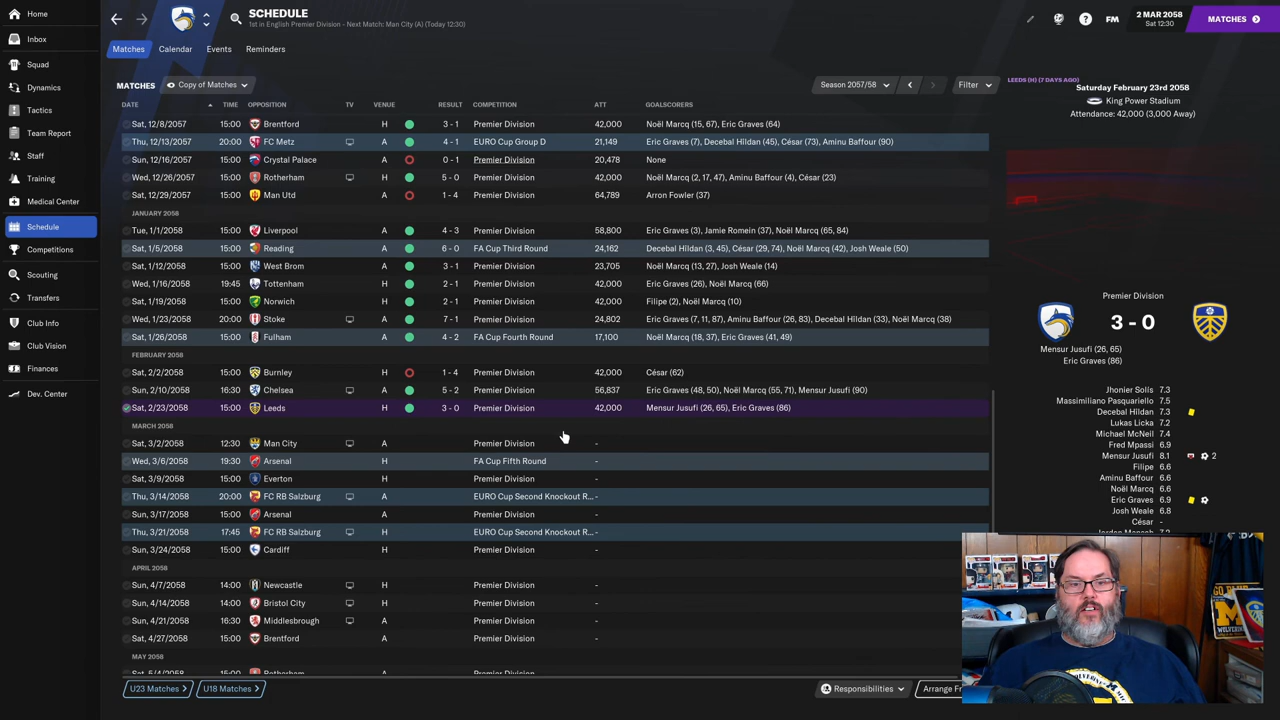 Home
Inbox
Squad
Dynamics
Tactics
Team Report
Staff
Training
Medical Center
Schedule
Competitions
Scouting
Transfers
Club Info
Club Vision
Finances
Dev. Center
SCHEDULE
1st in English Premier Division - Next Match: Man City (A) (Today 12:30)
FM
2 MAR 2058
Sat 12:30
MATCHES
Matches Calendar Events Reminders
MATCHES Copy of Matches Season 2057/58 Filter
DATE TIME OPPOSITION TV VENUE RESULT COMPETITION ATT GOALSCORERS
Sat, 12/8/2057 15:00 Brentford H 3 - 1 Premier Division 42,000 Noël Marcq (15, 67), Eric Graves (64)
Thu, 12/13/2057 20:00 FC Metz A 4 - 1 EURO Cup Group D 21,149 Eric Graves (7), Decebal Hîldan (45), César (73), Aminu Baffour (90)
Sun, 12/16/2057 15:00 Crystal Palace A 0 - 1 Premier Division 20,478 None
Wed, 12/26/2057 15:00 Rotherham H 5 - 0 Premier Division 42,000 Noël Marcq (2, 17, 47), Aminu Baffour (4), César (23)
Sat, 12/29/2057 15:00 Man Utd A 1 - 4 Premier Division 64,789 Arron Fowler (37)
JANUARY 2058
Tue, 1/1/2058 15:00 Liverpool A 4 - 3 Premier Division 58,800 Eric Graves (3), Jamie Romein (37), Noël Marcq (65, 84)
Sat, 1/5/2058 15:00 Reading A 6 - 0 FA Cup Third Round 24,162 Decebal Hîldan (3, 45), César (29, 74), Noël Marcq (42), Josh Weale (50)
Sat, 1/12/2058 15:00 West Brom A 3 - 1 Premier Division 23,705 Noël Marcq (13, 27), Josh Weale (14)
Wed, 1/16/2058 19:45 Tottenham H 2 - 1 Premier Division 42,000 Eric Graves (26), Noël Marcq (66)
Sat, 1/19/2058 15:00 Norwich H 2 - 1 Premier Division 42,000 Filipe (2), Noël Marcq (10)
Wed, 1/23/2058 20:00 Stoke A 7 - 1 Premier Division 24,802 Eric Graves (7, 11, 87), Aminu Baffour (26, 83), Decebal Hîldan (33), Noël Marcq (38)
Sat, 1/26/2058 15:00 Fulham A 4 - 2 FA Cup Fourth Round 17,100 Noël Marcq (18, 37), Eric Graves (41, 49)
FEBRUARY 2058
Sat, 2/2/2058 15:00 Burnley H 1 - 4 Premier Division 42,000 César (62)
Sun, 2/10/2058 16:30 Chelsea A 5 - 2 Premier Division 56,837 Eric Graves (48, 50), Noël Marcq (55, 71), Mensur Jusufi (90)
Sat, 2/23/2058 15:00 Leeds H 3 - 0 Premier Division 42,000 Mensur Jusufi (26, 65), Eric Graves (86)
MARCH 2058
Sat, 3/2/2058 12:30 Man City A Premier Division -
Wed, 3/6/2058 19:30 Arsenal H FA Cup Fifth Round -
Sat, 3/9/2058 15:00 Everton H Premier Division -
Thu, 3/14/2058 20:00 FC RB Salzburg A EURO Cup Second Knockout R... -
Sun, 3/17/2058 15:00 Arsenal A Premier Division -
Thu, 3/21/2058 17:45 FC RB Salzburg H EURO Cup Second Knockout R... -
Sun, 3/24/2058 15:00 Cardiff H Premier Division -
APRIL 2058
Sun, 4/7/2058 14:00 Newcastle H Premier Division -
Sun, 4/14/2058 14:00 Bristol City A Premier Division -
Sun, 4/21/2058 16:30 Middlesbrough A Premier Division -
Sat, 4/27/2058 15:00 Brentford A Premier Division -
MAY 2058
Sat, 5/4/2058 15:00 Rotherham A Premier Division
U23 Matches U18 Matches Responsibilities Arrange Fr
LEEDS (H) (7 DAYS AGO)
Saturday February 23rd 2058
King Power Stadium
Attendance: 42,000 (3,000 Away)
Premier Division
3 - 0
Mensur Jusufi (26, 65)
Eric Graves (86)
Jhonier Solís 7.3
Massimiliano Pasquariello 7.5
Decebal Hîldan 7.3
Lukas Licka 7.2
Michael McNeil 7.4
Fred Mpassi 6.9
Mensur Jusufi 8.1 2
Filipe 6.6
Aminu Baffour 6.6
Noël Marcq 6.6
Eric Graves 6.9
Josh Weale 6.8
César -
GO BLUE
M
WOLVERINES